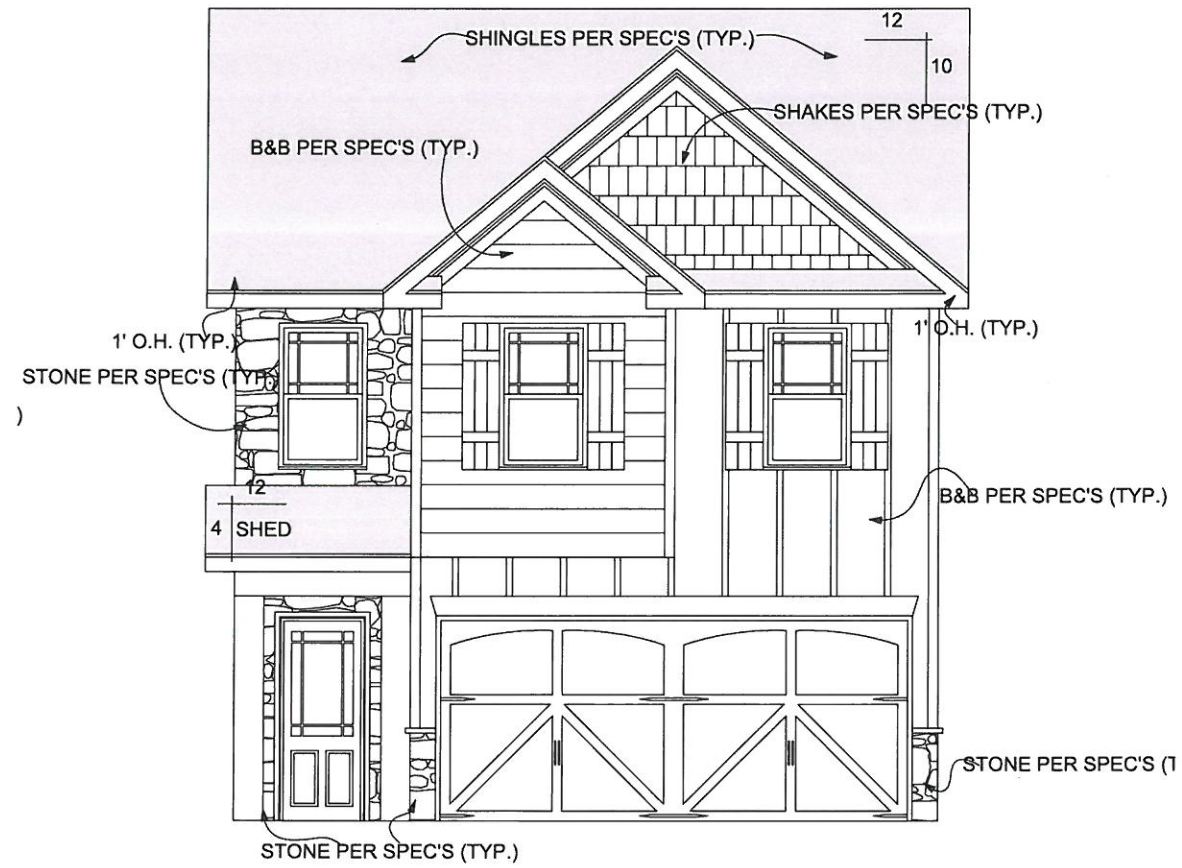 12
SHINGLES PER SPEC'S (TYP.)
10
SHAKES PER SPEC'S (TYP.)
B&B PER SPEC'S (TYP.)
1' O.H. (TYP.)
1' O.H. (TYP.)
STONE PER SPEC'S (TYP.
)
12
B&B PER SPEC'S (TYP.)
4 SHED
STONE PER SPEC'S (T
STONE PER SPEC'S (TYP.)